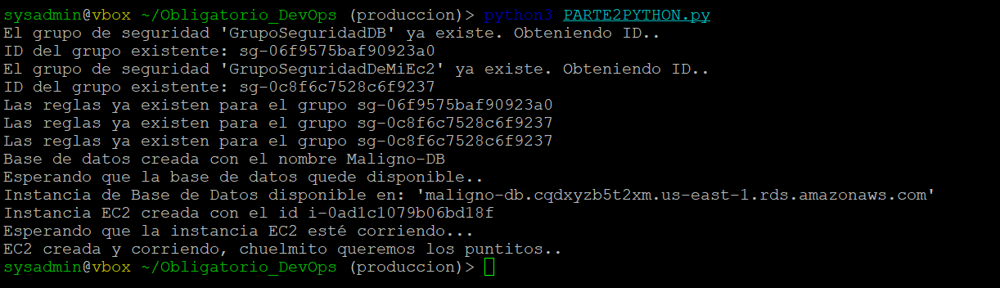 sysadmin@vbox ~/Obligatorio_DevOps (produccion)> python3 PARTE2PYTHON.py
El grupo de seguridad 'GrupoSeguridadDB' ya existe. Obteniendo ID..
ID del grupo existente: sg-06f9575baf90923a0
El grupo de seguridad 'GrupoSeguridadDeMiEc2' ya existe. Obteniendo ID..
ID del grupo existente: sg-0c8f6c7528c6f9237
Las reglas ya existen para el grupo sg-06f9575baf90923a0
Las reglas ya existen para el grupo sg-0c8f6c7528c6f9237
Las reglas ya existen para el grupo sg-0c8f6c7528c6f9237
Base de datos creada con el nombre Maligno-DB
Esperando que la base de datos quede disponible..
Instancia de Base de Datos disponible en: 'maligno-db.cqdxyzb5t2xm.us-east-1.rds.amazonaws.com'
Instancia EC2 creada con el id i-0ad1c1079b06bd18f
Esperando que la instancia EC2 esté corriendo...
EC2 creada y corriendo, chuelmito queremos los puntitos..
sysadmin@vbox ~/Obligatorio_DevOps (produccion)>